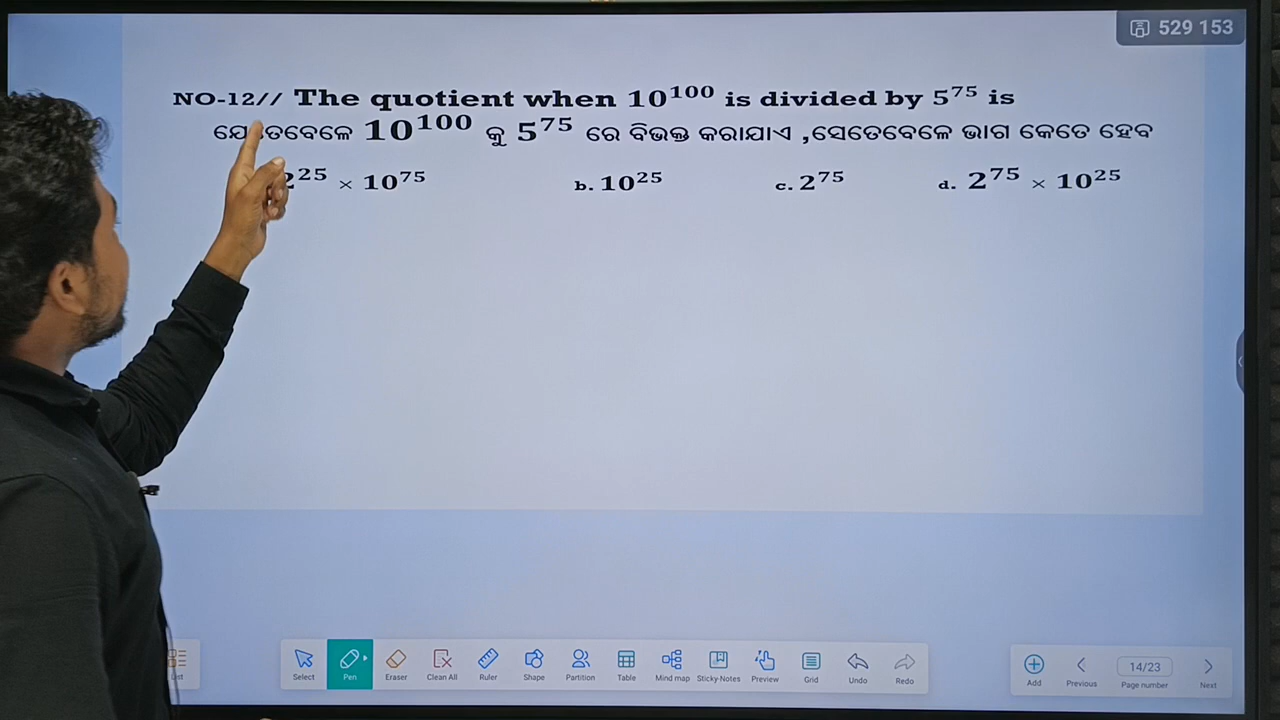 529 153
NO-12// The quotient when 10^100 is divided by 5^75 is
10^100 କୁ 5^75 ରେ ବିଭକ୍ତ କରାଯାଏ ,ସେତେବେଳେ ଭାଗ କେତେ ହେବ
2^25 × 10^75 b. 10^25 c. 2^75 d. 2^75 × 10^25
Select Pen Eraser Clean All Ruler Shape Partition Table Mind map Sticky-Notes Preview Grid Undo Redo Add Previous 14/23 Page number Next